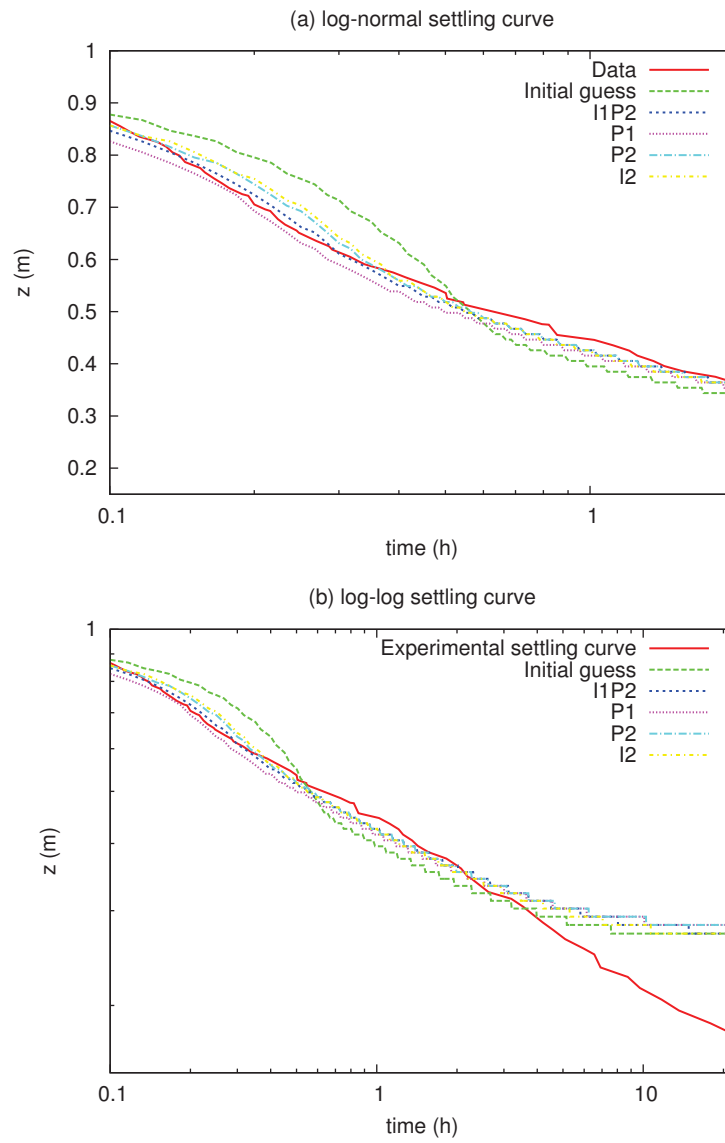 (a) log-normal settling curve
1
0.9
0.8
0.7
0.6
0.5
0.4
0.3
0.2
z (m)
Data
Initial guess
I1P2
P1
P2
I2
0.1
1
time (h)
(b) log-log settling curve
1
z (m)
Experimental settling curve
Initial guess
I1P2
P1
P2
I2
0.1
1
10
time (h)